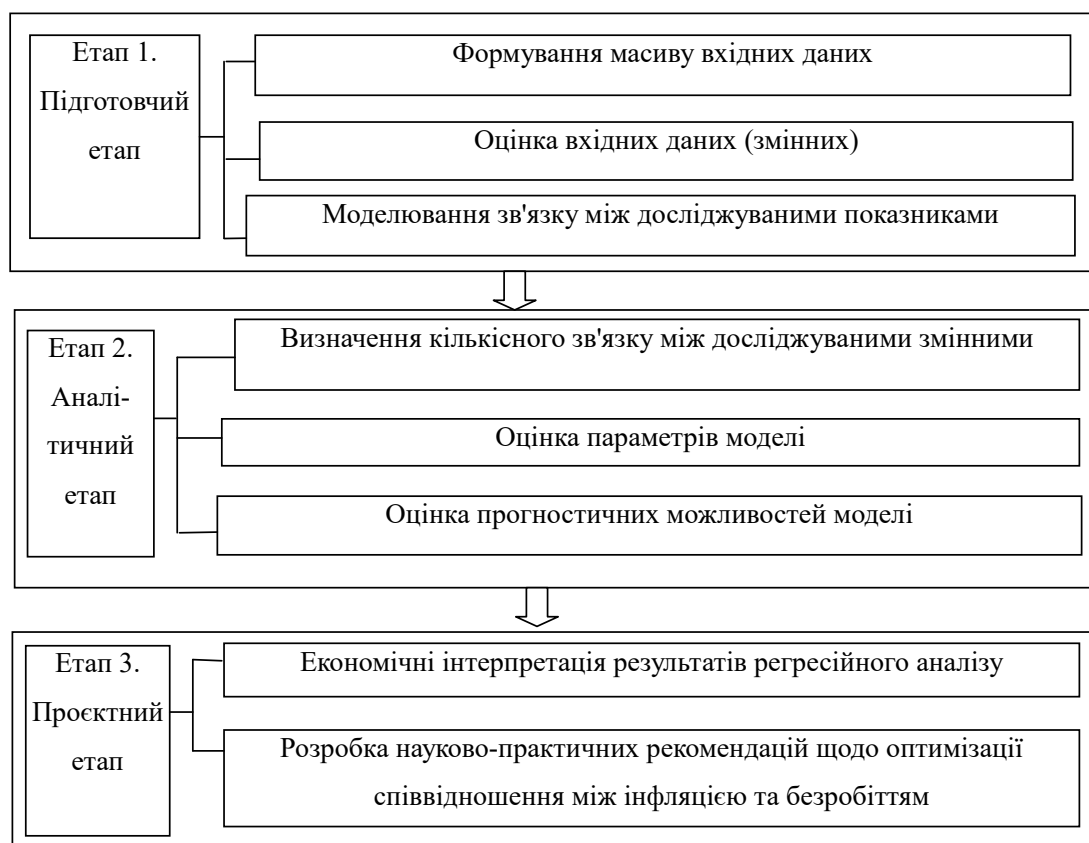 Етап 1.
Підготовчий
етап
Формування масиву вхідних даних
Оцінка вхідних даних (змінних)
Моделювання зв'язку між досліджуваними показниками
Етап 2.
Аналі-
тичний
етап
Визначення кількісного зв'язку між досліджуваними змінними
Оцінка параметрів моделі
Оцінка прогностичних можливостей моделі
Етап 3.
Проєктний
етап
Економічні інтерпретація результатів регресійного аналізу
Розробка науково-практичних рекомендацій щодо оптимізації
співвідношення між інфляцією та безробіттям